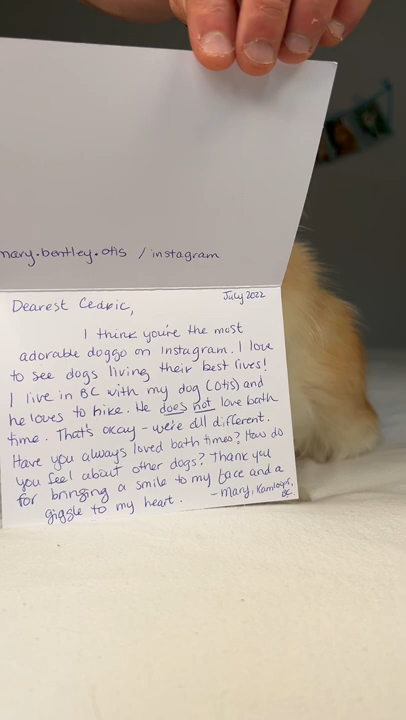 mary.bentley.otis / instagram
July 2022
Dearest Cedric,
I think you're the most
adorable doggo on Instagram. I love
to see dogs living their best lives!
I live in BC with my dog (Otis) and
he loves to hike. He does not love bath
time. That's okay - we're all different.
Have you always loved bath times? How do
you feel about other dogs? Thank you
for bringing a smile to my face and a
giggle to my heart.
- Mary, Kamloops,
BC